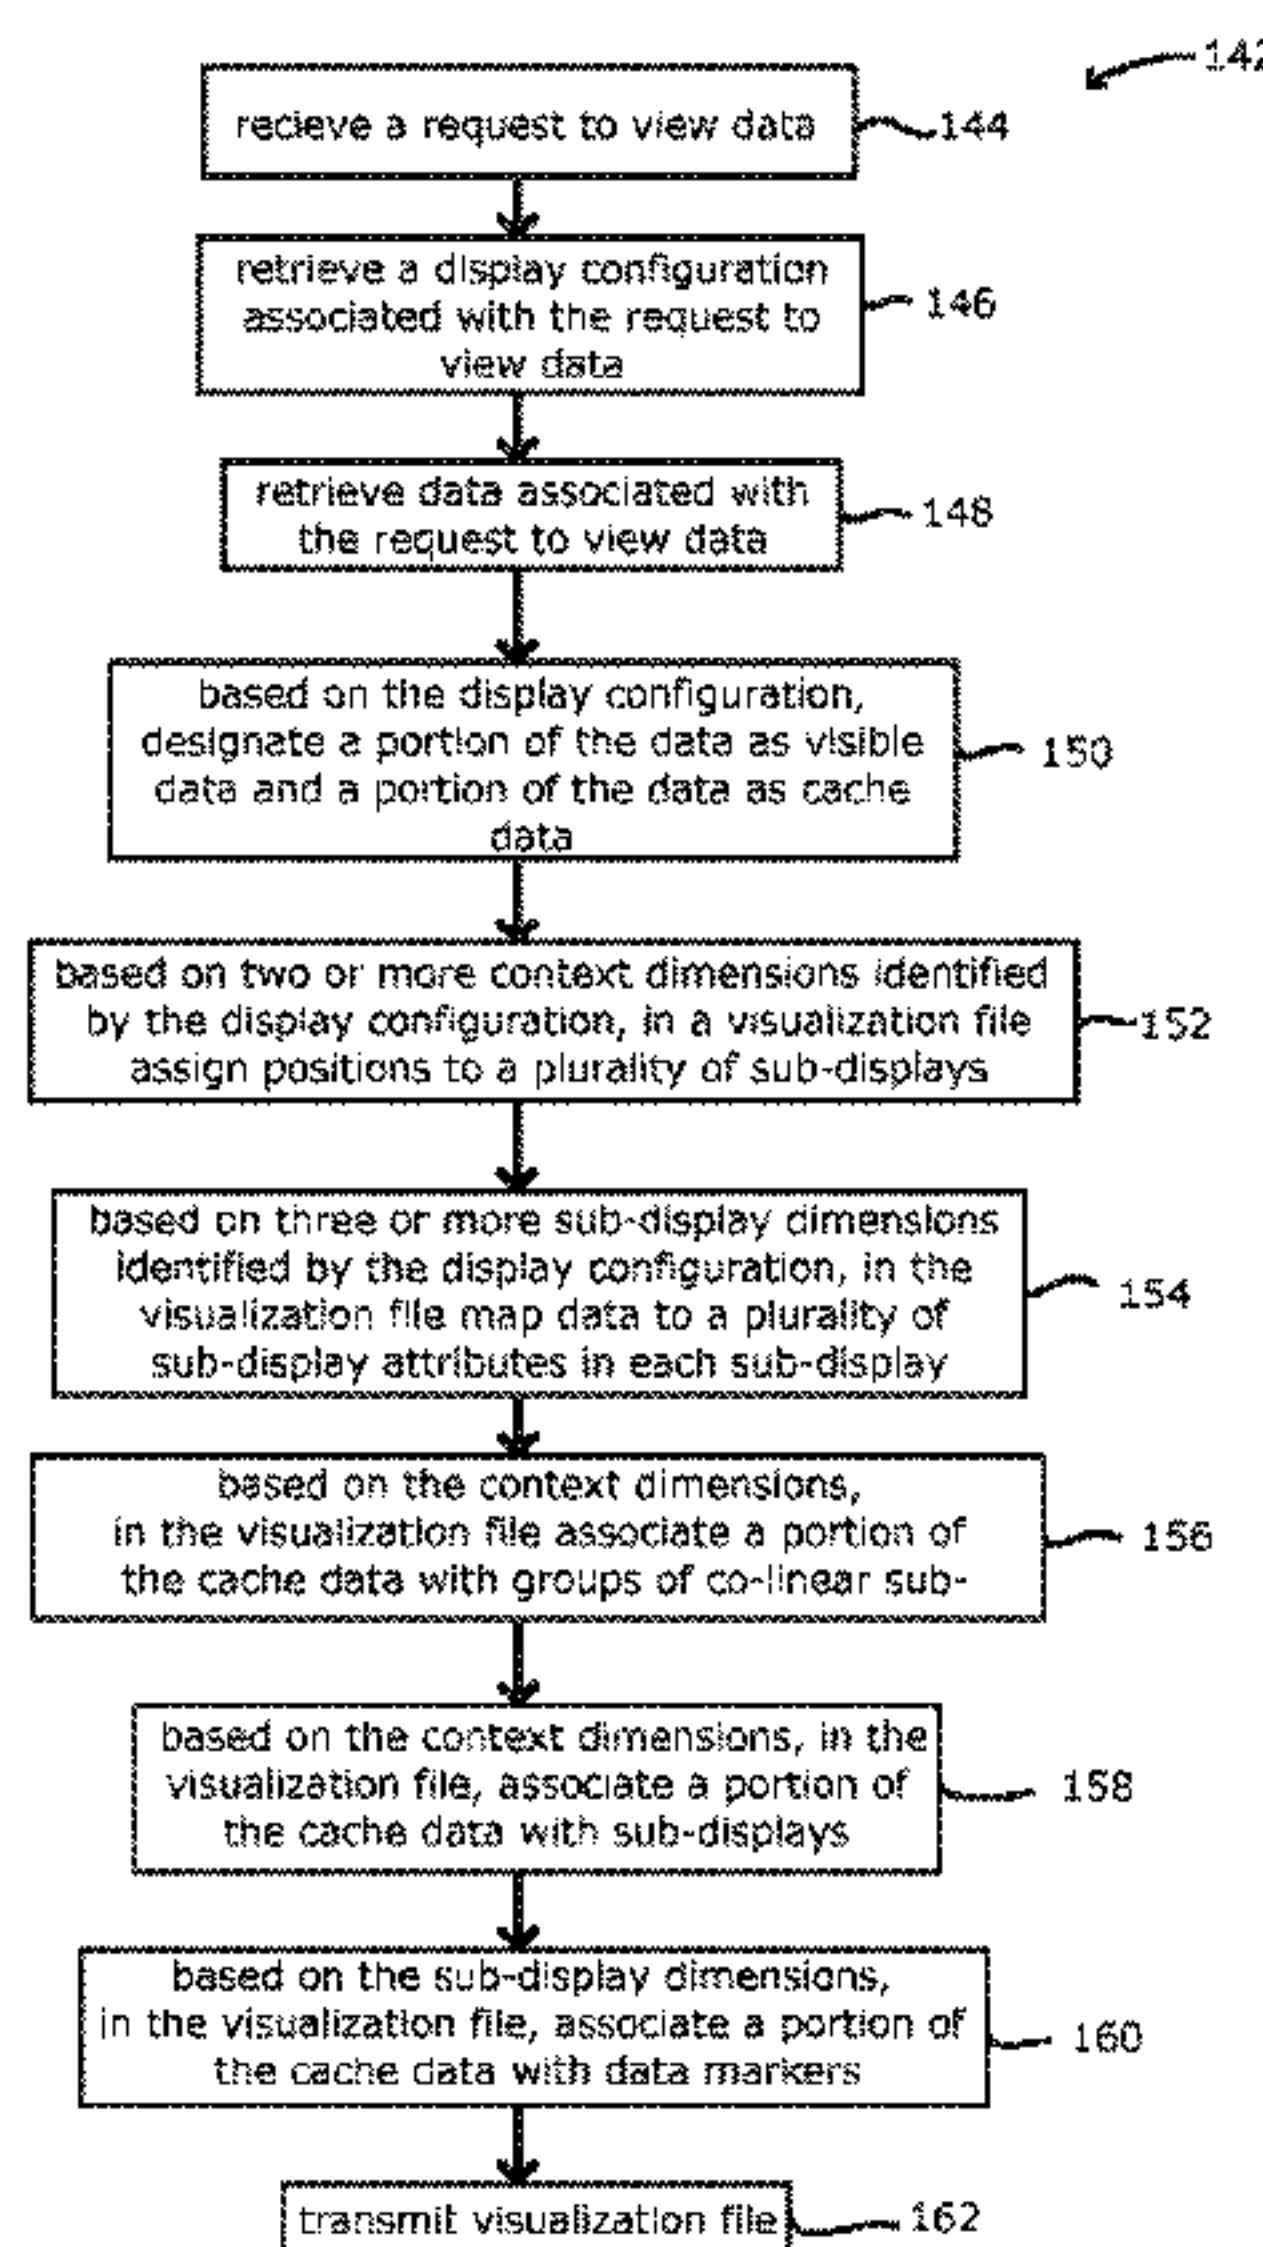 142
recieve a request to view data
144
retrieve a display configuration
associated with the request to
view data
146
retrieve data associated with
the request to view data
148
based on the display configuration,
designate a portion of the data as visible
data and a portion of the data as cache
data
150
based on two or more context dimensions identified
by the display configuration, in a visualization file
assign positions to a plurality of sub-displays
152
based on three or more sub-display dimensions
identified by the display configuration, in the
visualization file map data to a plurality of
sub-display attributes in each sub-display
154
based on the context dimensions,
in the visualization file associate a portion of
the cache data with groups of co-linear sub-
156
based on the context dimensions, in the
visualization file, associate a portion of
the cache data with sub-displays
158
based on the sub-display dimensions,
in the visualization file, associate a portion of
the cache data with data markers
160
transmit visualization file
162